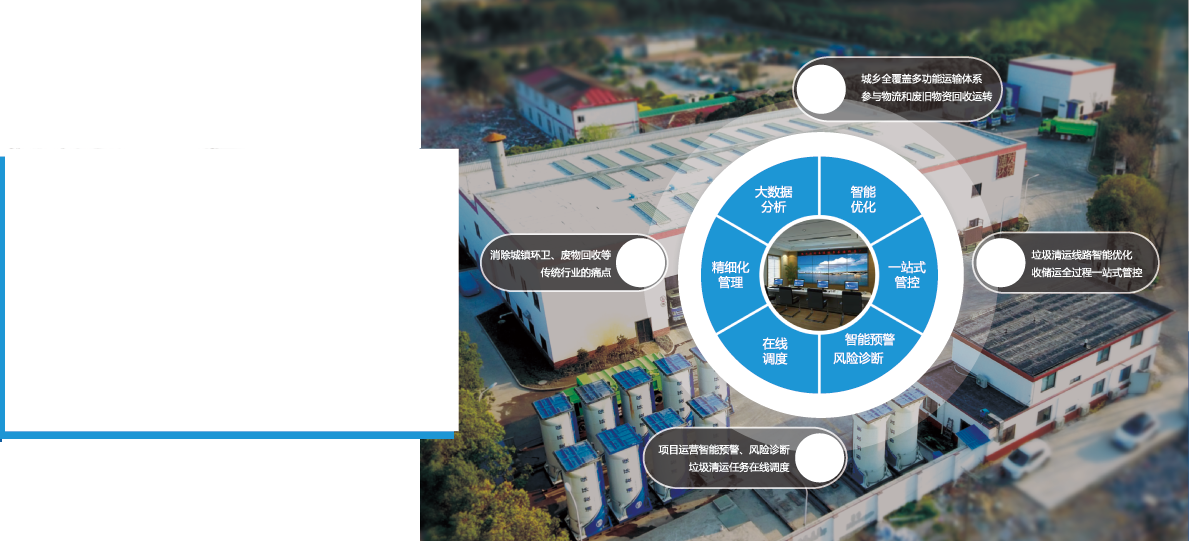 城乡全覆盖多功能运输体系
参与物流和废旧物资回收运转
大数据
分析
智能
优化
消除城镇环卫、废物回收等
传统行业的痛点
精细化
管理
一站式
管控
垃圾清运线路智能优化
收储运全过程一站式管控
在线
调度
智能预警
风险诊断
项目运营智能预警、风险诊断
垃圾清运任务在线调度